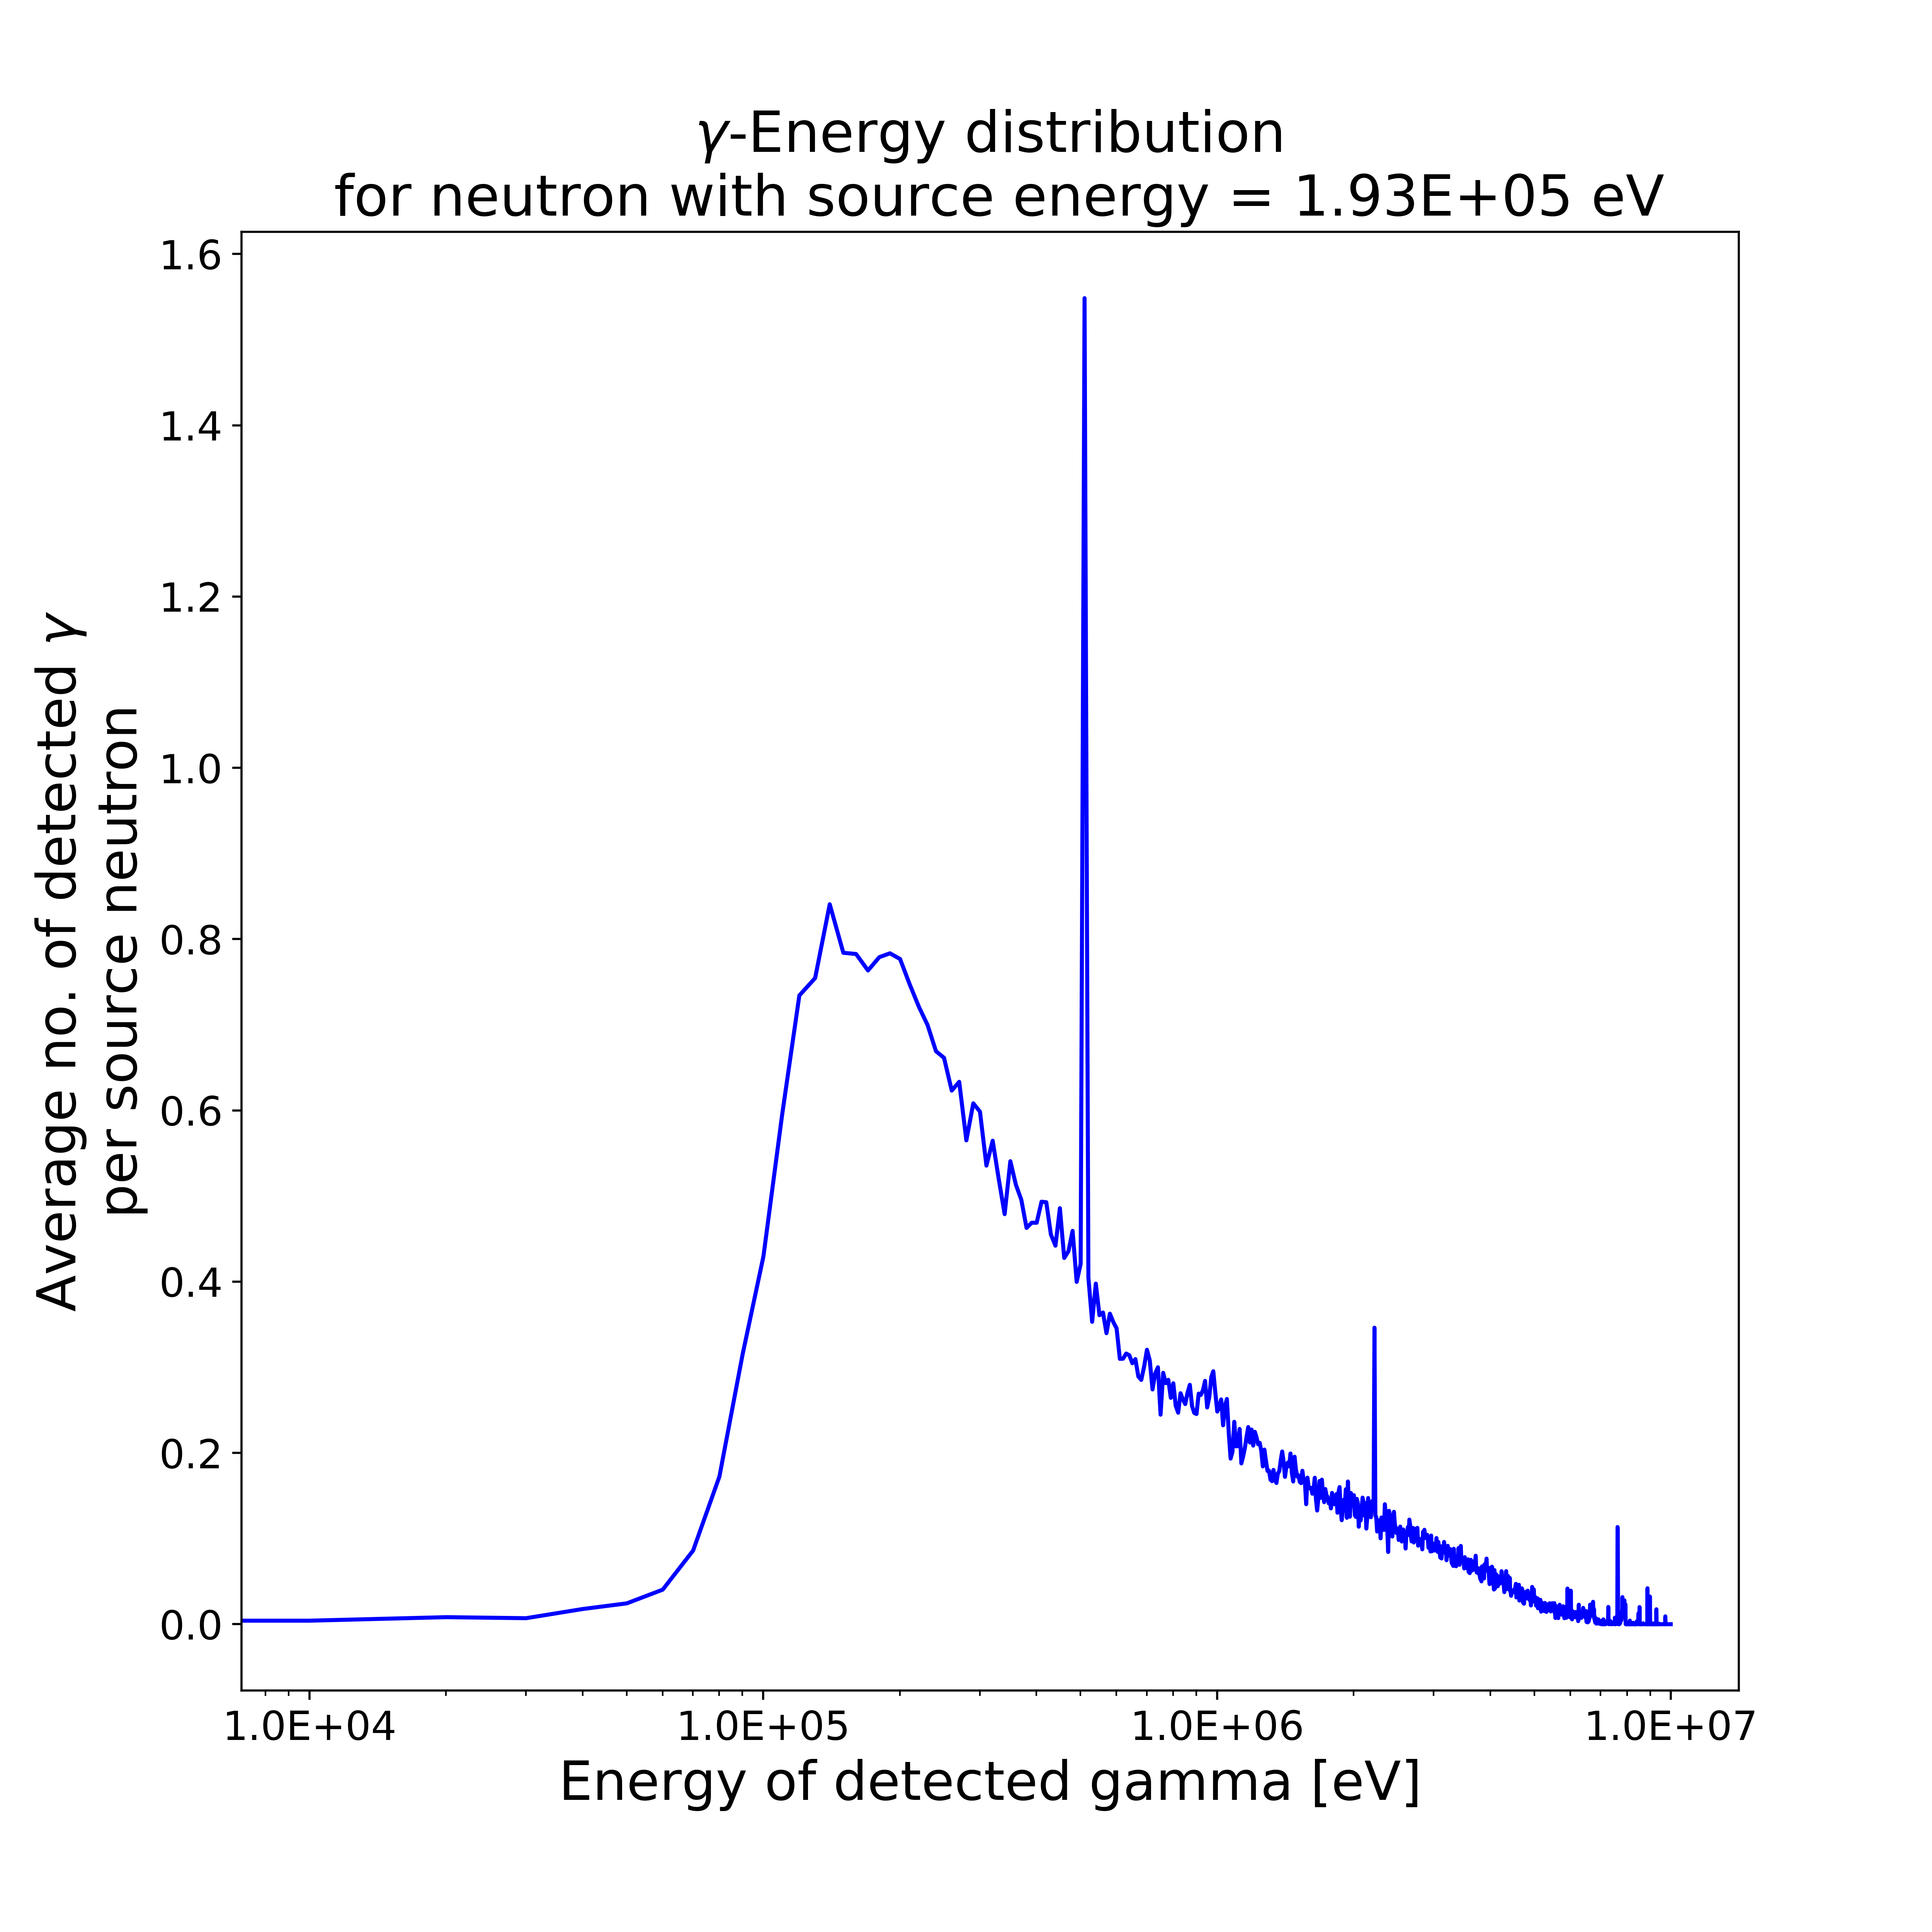 γ-Energy distribution
for neutron with source energy = 1.93E+05 eV
Average no. of detected γ
per source neutron
1.6
1.4
1.2
1.0
0.8
0.6
0.4
0.2
0.0
1.0E+04 1.0E+05 1.0E+06 1.0E+07
Energy of detected gamma [eV]